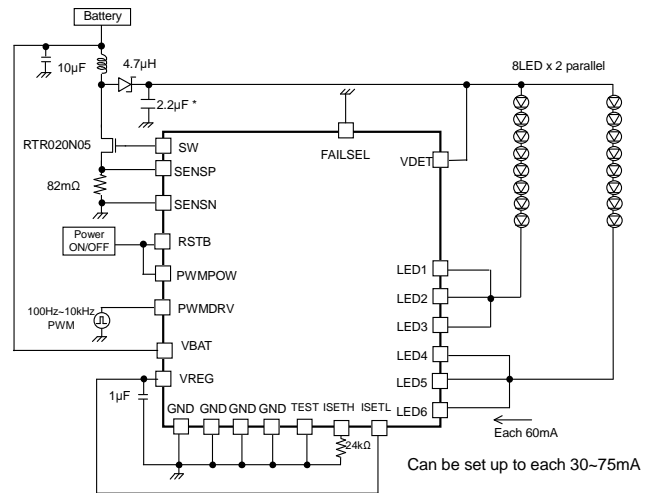 Battery
10µF
4.7µH
2.2µF *
8LED x 2 parallel
RTR020N05
SW
FAILSEL
VDET
SENSP
82mΩ
SENSN
Power
ON/OFF
RSTB
PWMPOW
LED1
LED2
LED3
100Hz~10kHz
PWM
PWMDRV
VBAT
LED4
VREG
LED5
1µF
GND GND GND GND TEST ISETH ISETL
LED6
24kΩ
Each 60mA
Can be set up to each 30~75mA